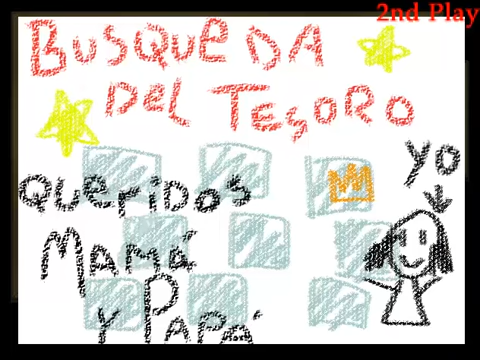 2nd Play
BUSQUEDA
DEL TESORO
YO
QUERIDOS
MAMÁ
Y PAPÁ